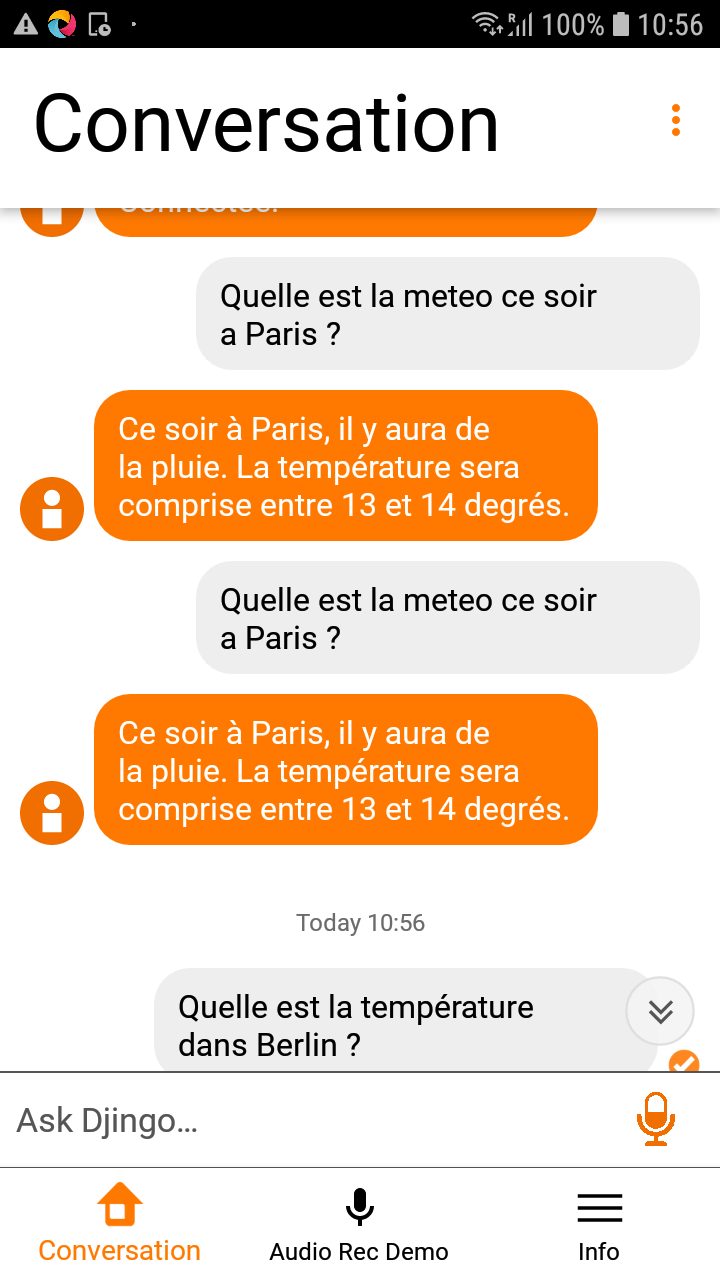 100% 10:56
Conversation
Quelle est la meteo ce soir
a Paris ?
Ce soir à Paris, il y aura de
la pluie. La température sera
comprise entre 13 et 14 degrés.
Quelle est la meteo ce soir
a Paris ?
Ce soir à Paris, il y aura de
la pluie. La température sera
comprise entre 13 et 14 degrés.
Today 10:56
Quelle est la température
dans Berlin ?
Ask Djingo...
Conversation
Audio Rec Demo
Info